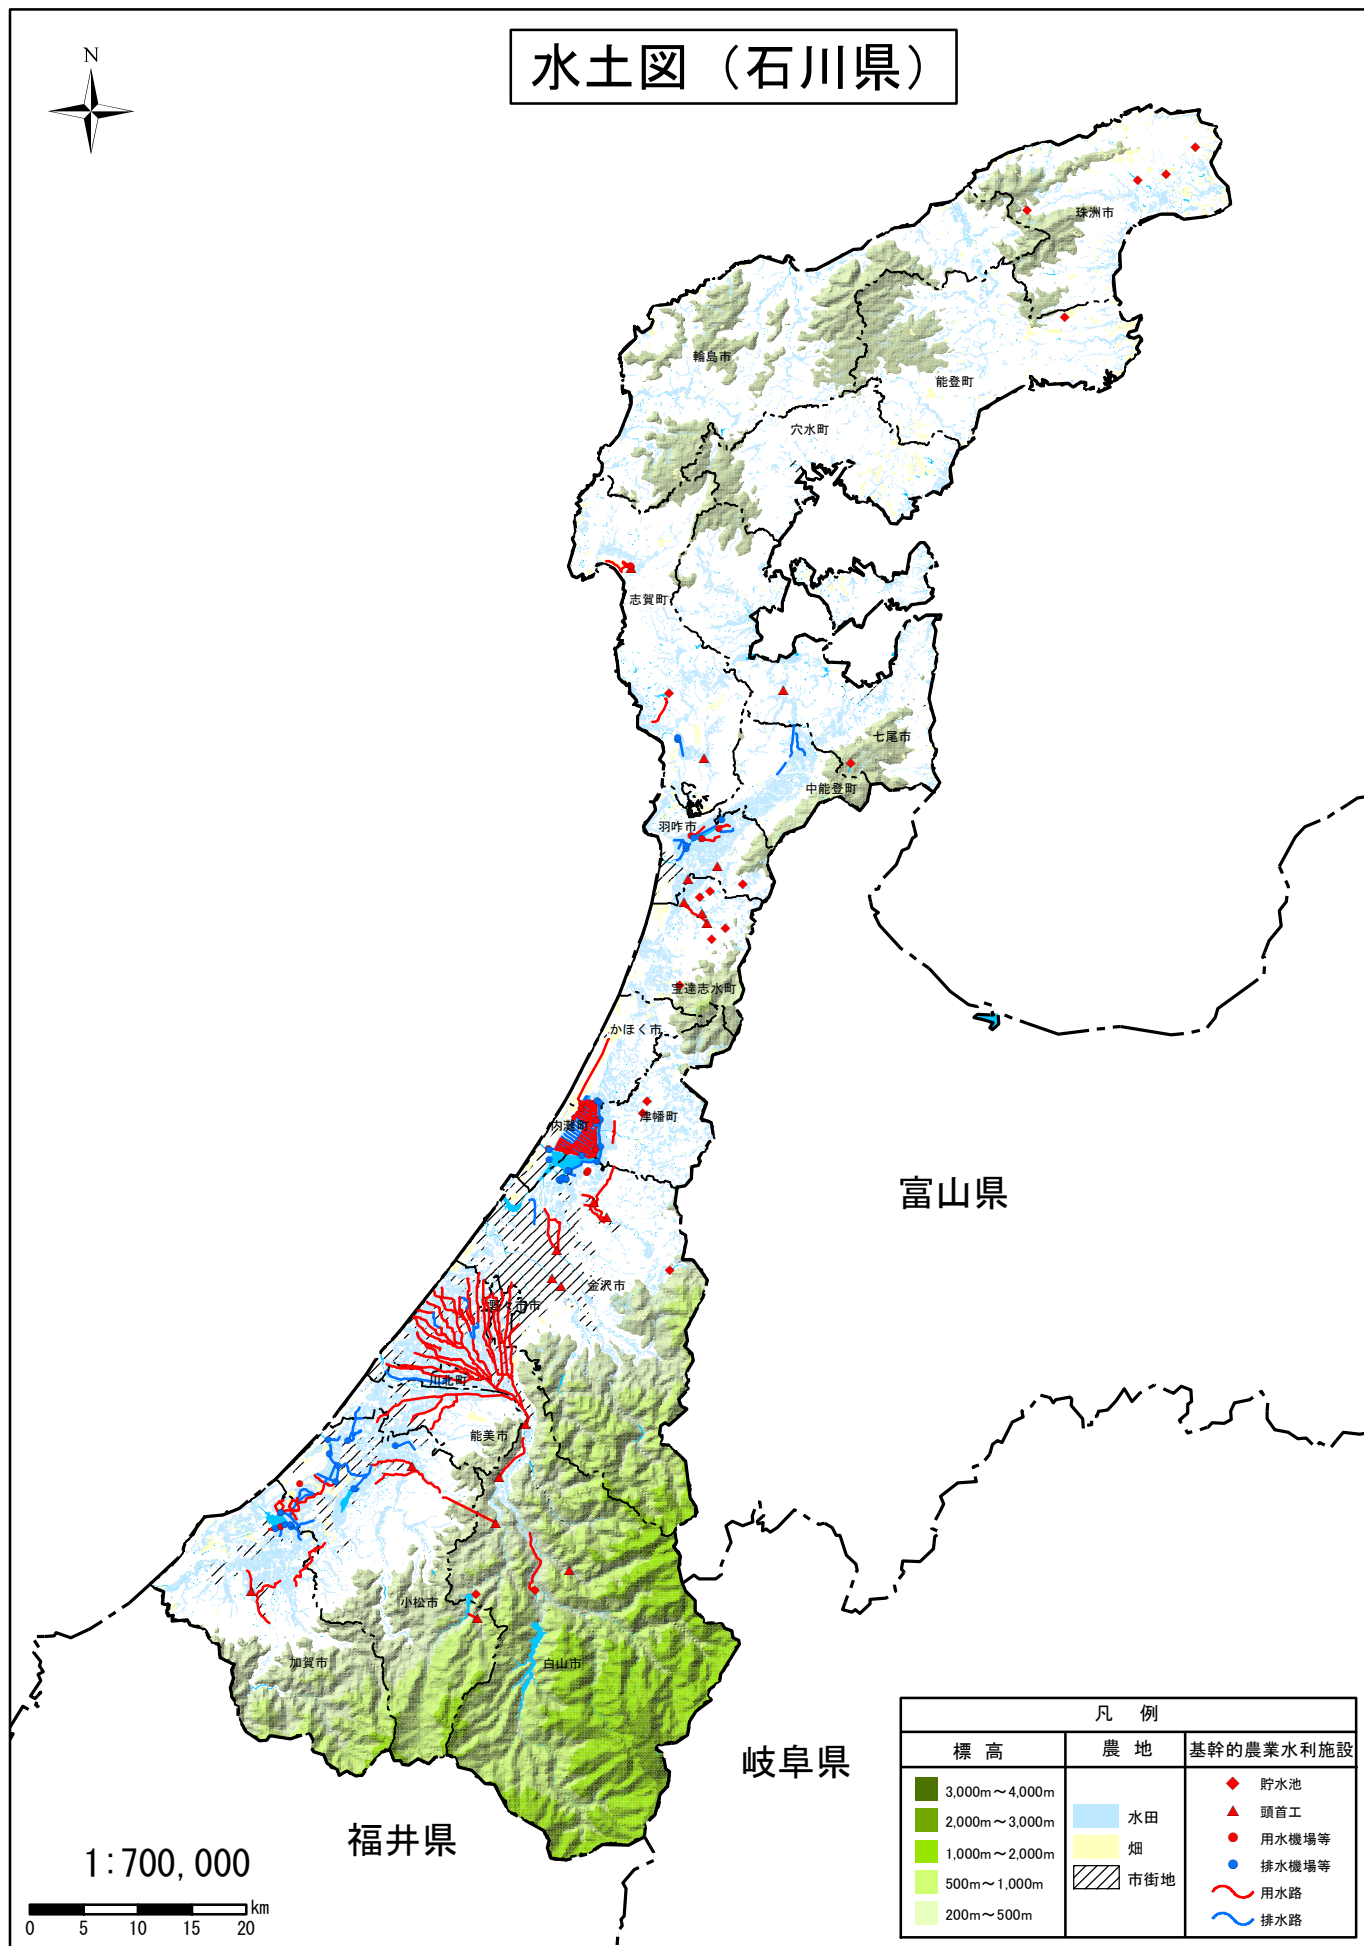 水土図（石川県）
N
珠洲市
輪島市
能登町
穴水町
志賀町
七尾市
中能登町
羽咋市
宝達志水町
かほく市
津幡町
内灘町
富山県
金沢市
野々市市
川北町
能美市
小松市
白山市
加賀市
岐阜県
福井県
1:700,000
km
0 5 10 15 20
凡 例
標 高
農 地
基幹的農業水利施設
3,000m～4,000m
2,000m～3,000m
1,000m～2,000m
500m～1,000m
200m～500m
水田
畑
市街地
貯水池
頭首工
用水機場等
排水機場等
用水路
排水路